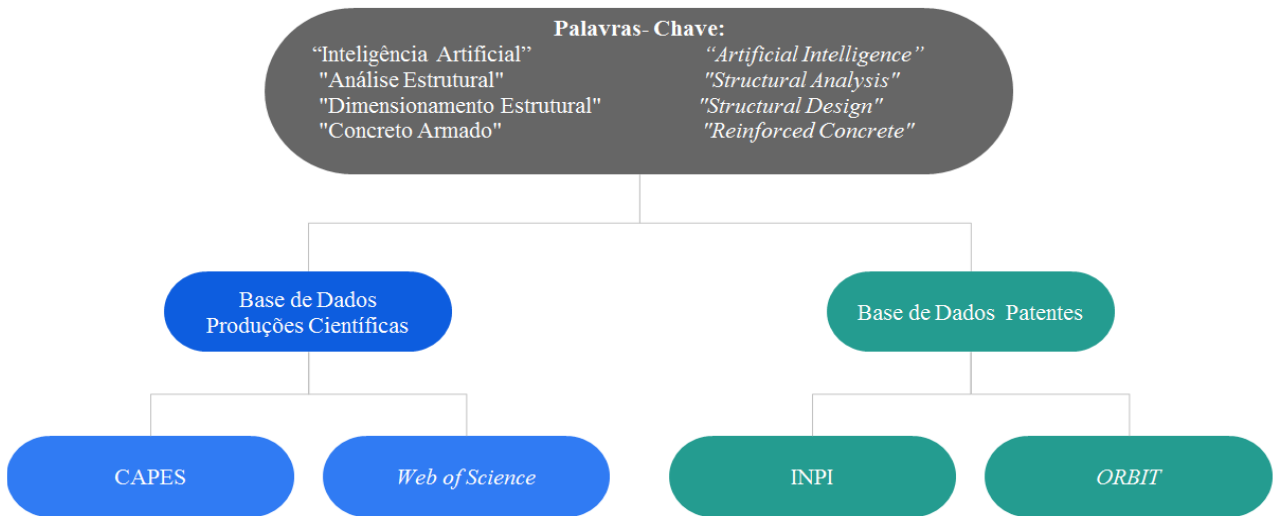 Palavras- Chave:
“Inteligência Artificial” “Artificial Intelligence”
"Análise Estrutural" "Structural Analysis"
"Dimensionamento Estrutural" "Structural Design"
"Concreto Armado" "Reinforced Concrete"
Base de Dados
Produções Científicas
Base de Dados Patentes
CAPES
Web of Science
INPI
ORBIT